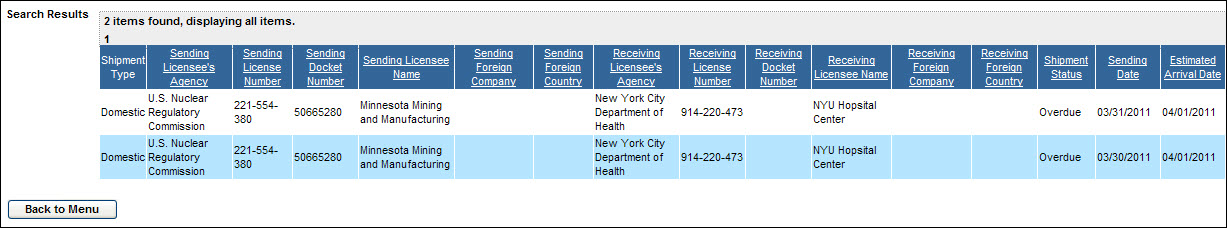 Search Results
2 items found, displaying all items.
1
Shipment Type Sending Licensee's Agency Sending License Number Sending Docket Number Sending Licensee Name Sending Foreign Company Sending Foreign Country Receiving Licensee's Agency Receiving License Number Receiving Docket Number Receiving Licensee Name Receiving Foreign Company Receiving Foreign Country Shipment Status Sending Date Estimated Arrival Date
Domestic U.S. Nuclear Regulatory Commission 221-554-380 50665280 Minnesota Mining and Manufacturing New York City Department of Health 914-220-473 NYU Hopsital Center Overdue 03/31/2011 04/01/2011
Domestic U.S. Nuclear Regulatory Commission 221-554-380 50665280 Minnesota Mining and Manufacturing New York City Department of Health 914-220-473 NYU Hopsital Center Overdue 03/30/2011 04/01/2011
Back to Menu